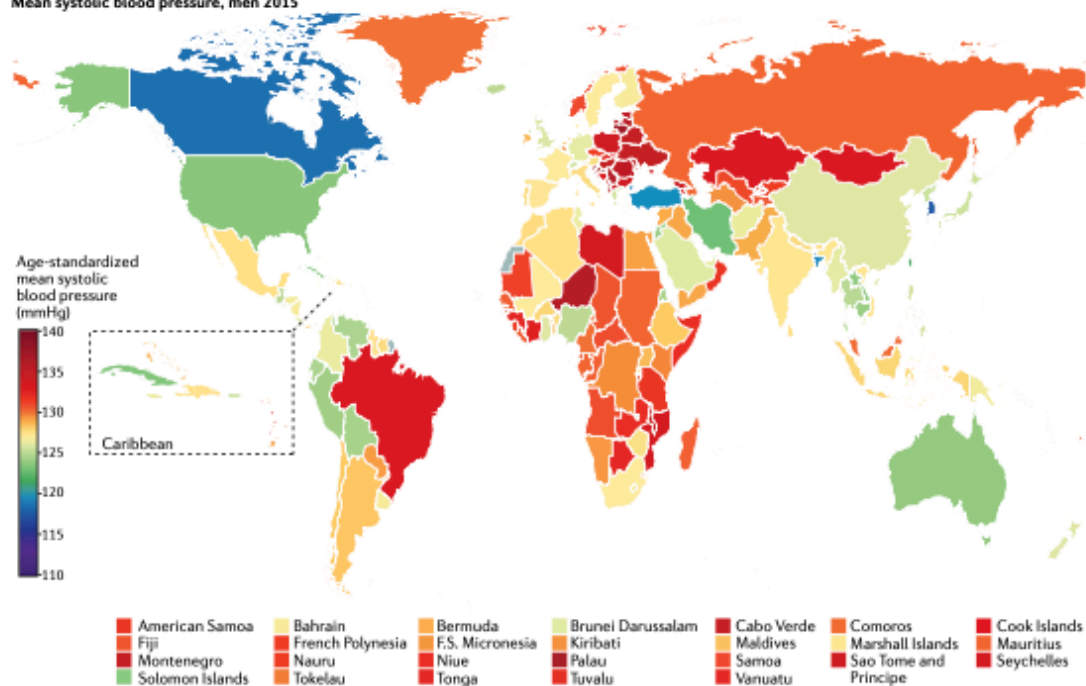 Mean systolic blood pressure, men 2015
Age-standardized
mean systolic
blood pressure
(mmHg)
140
135
130
125
120
115
110
Caribbean
American Samoa
Bahrain
Bermuda
Brunei Darussalam
Cabo Verde
Comoros
Cook Islands
Fiji
French Polynesia
F.S. Micronesia
Kiribati
Maldives
Marshall Islands
Mauritius
Montenegro
Nauru
Niue
Palau
Samoa
Sao Tome and
Principe
Seychelles
Solomon Islands
Tokelau
Tonga
Tuvalu
Vanuatu